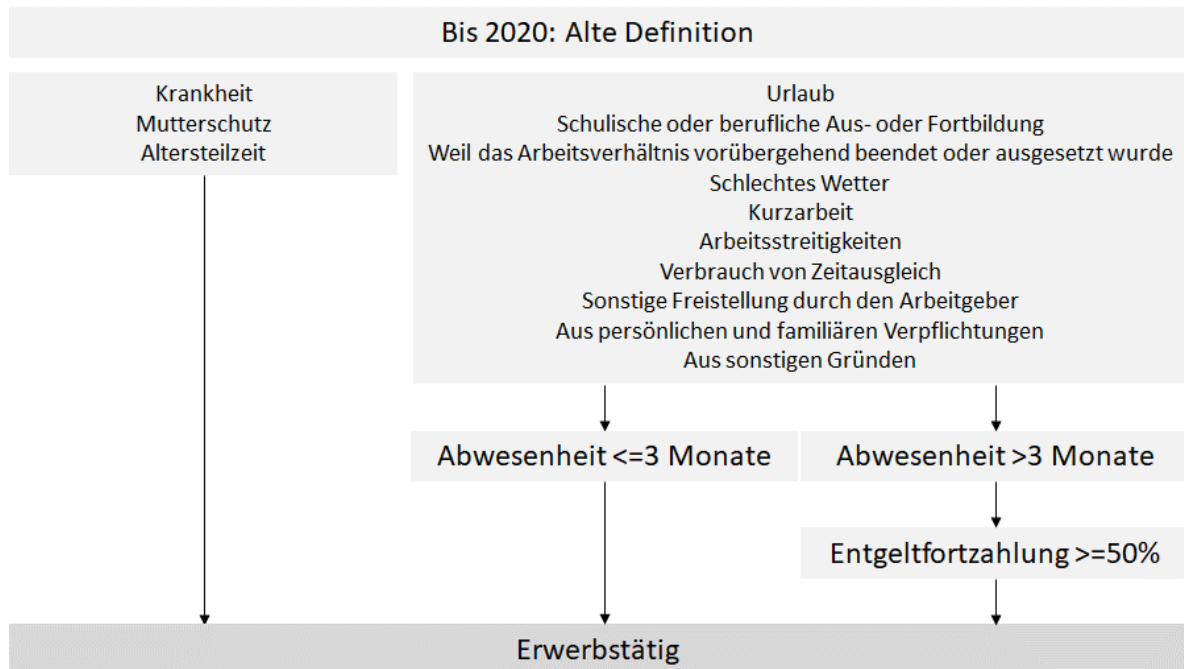 Bis 2020: Alte Definition
Krankheit
Mutterschutz
Altersteilzeit
Urlaub
Schulische oder berufliche Aus- oder Fortbildung
Weil das Arbeitsverhältnis vorübergehend beendet oder ausgesetzt wurde
Schlechtes Wetter
Kurzarbeit
Arbeitsstreitigkeiten
Verbrauch von Zeitausgleich
Sonstige Freistellung durch den Arbeitgeber
Aus persönlichen und familiären Verpflichtungen
Aus sonstigen Gründen
Abwesenheit <=3 Monate
Abwesenheit >3 Monate
Entgeltfortzahlung >=50%
Erwerbstätig